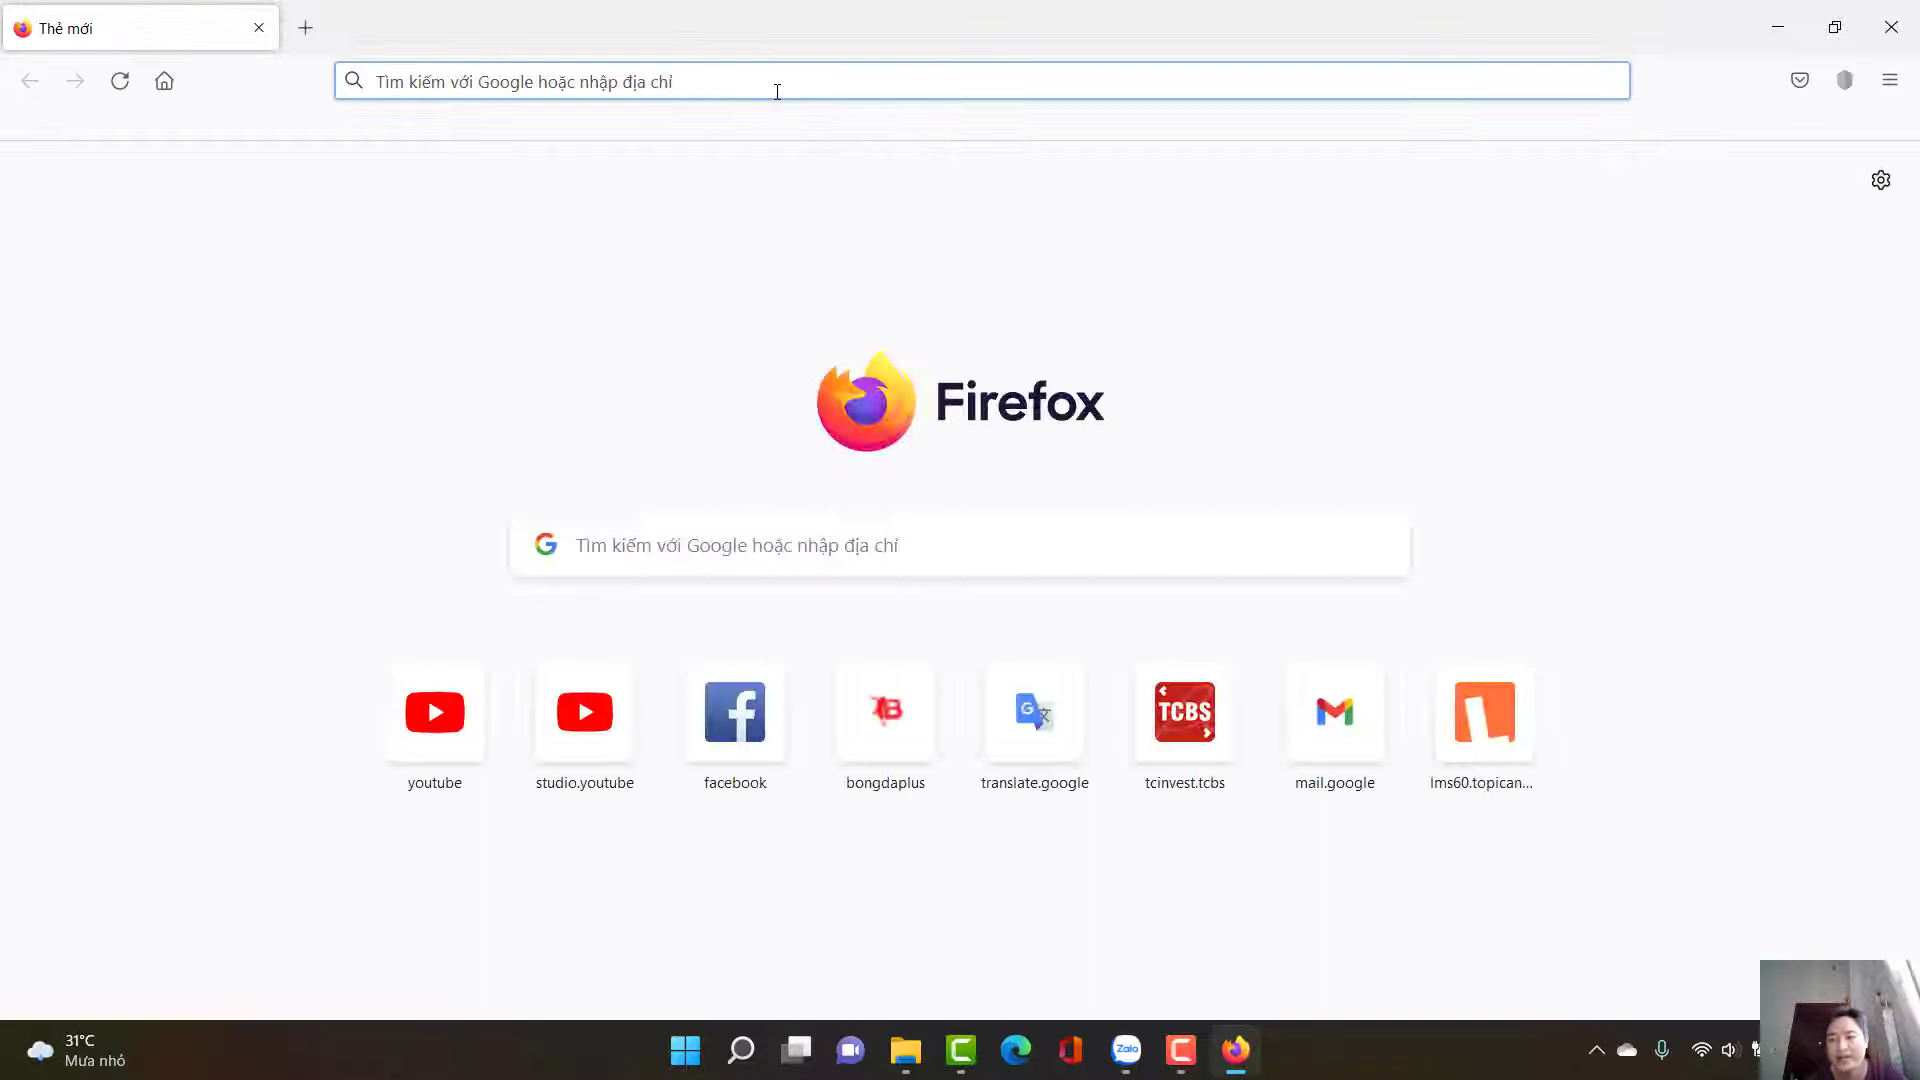 Thẻ mới
Tìm kiếm với Google hoặc nhập địa chỉ
Firefox
Tìm kiếm với Google hoặc nhập địa chỉ
TCBS
youtube
studio.youtube
facebook
bongdaplus
translate.google
tcinvest.tcbs
mail.google
lms60.topican...
31°C
Mưa nhỏ
Zalo